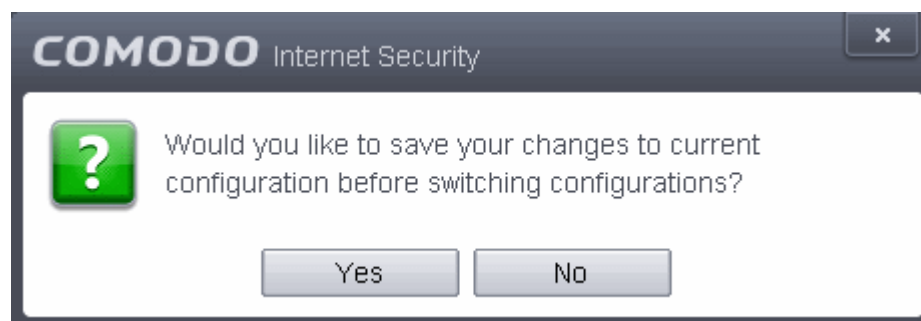 COMODO Internet Security
x
?
Would you like to save your changes to current
configuration before switching configurations?
Yes No